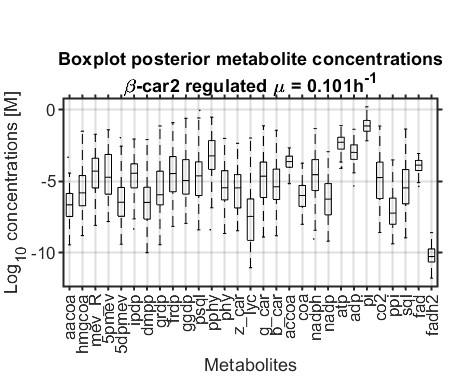 Boxplot posterior metabolite concentrations
β-car2 regulated μ = 0.101h-1
Log10 concentrations [M]
0
-5
-10
aacoa
hmgcoa
mev_R
5pmev
5dpmev
ipdp
dmpp
grdp
frdp
ggdp
psql
pphy
phy
z_car
lyc
g_car
b_car
accoa
coa
nadph
nadp
atp
adp
pi
co2
ppi
sql
fad
fadh2
Metabolites